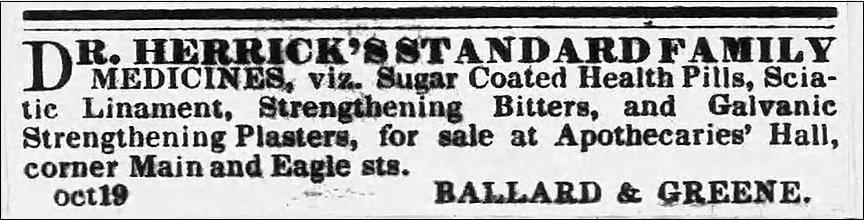 DR. HERRICK'S STANDARD FAMILY
MEDICINES, viz. Sugar Coated Health Pills, Scia-
tic Linament, Strengthening Bitters, and Galvanic
Strengthening Plasters, for sale at Apothecaries' Hall,
corner Main and Eagle sts.
oct19 BALLARD & GREENE.